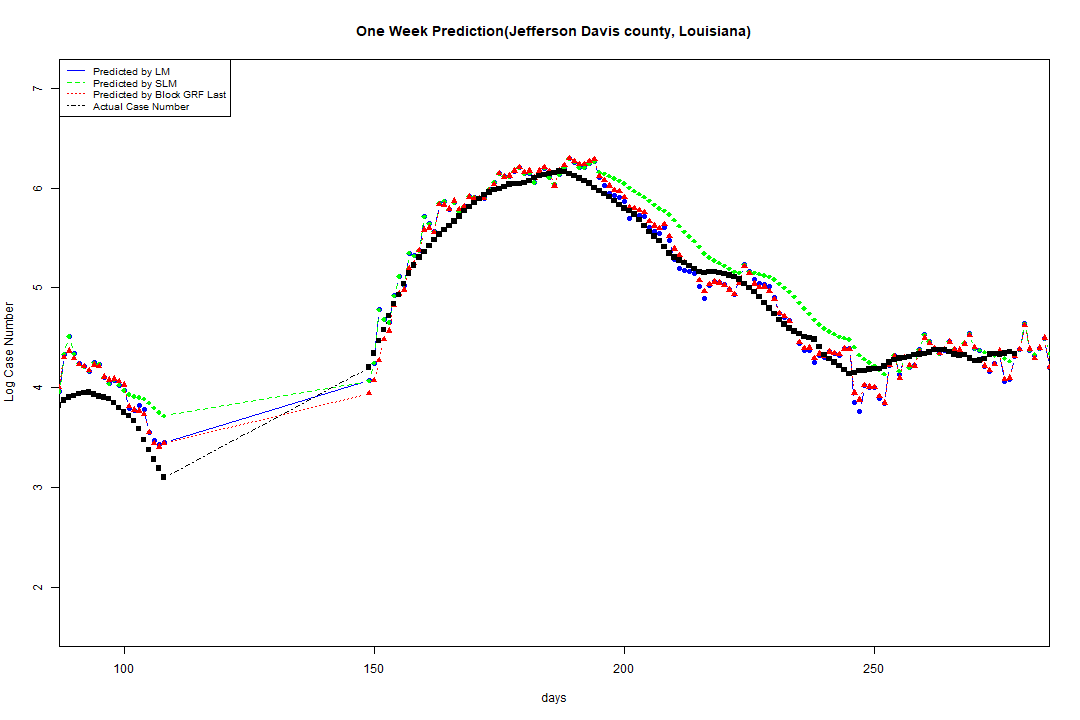 One Week Prediction(Jefferson Davis county, Louisiana)
Predicted by LM
Predicted by SLM
Predicted by Block GRF Last
Actual Case Number
Log Case Number
7
6
5
4
3
2
100
150
200
250
days